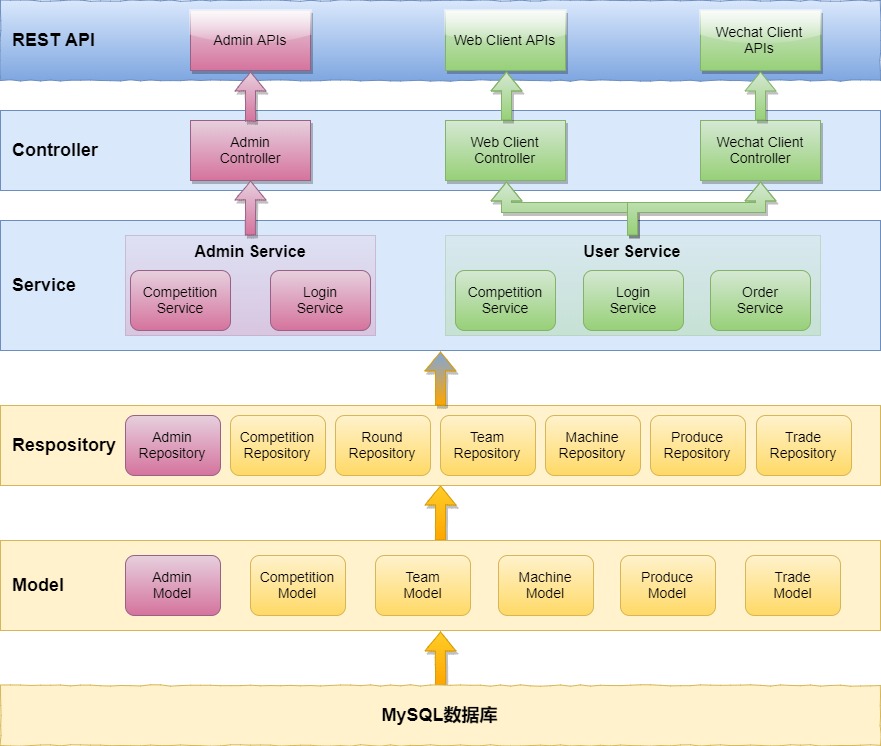 REST API
Admin APIs
Web Client APIs
Wechat Client
APIs
Controller
Admin
Controller
Web Client
Controller
Wechat Client
Controller
Service
Admin Service
Competition
Service
Login
Service
User Service
Competition
Service
Login
Service
Order
Service
Respository
Admin
Repository
Competition
Repository
Round
Repository
Team
Repository
Machine
Repository
Produce
Repository
Trade
Repository
Model
Admin
Model
Competition
Model
Team
Model
Machine
Model
Produce
Model
Trade
Model
MySQL数据库